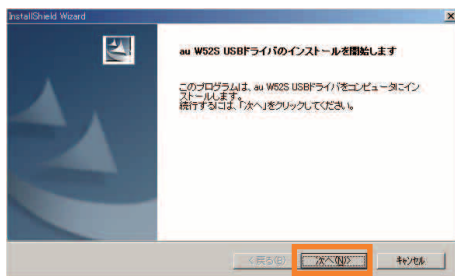 InstallShield Wizard
au W52S USBドライバのインストールを開始します
このプログラムは、au W52S USBドライバをコンピュータにイン
ストールします。
続行するには、「次へ」をクリックしてください。
<戻る(B) 次へ(N)> キャンセル